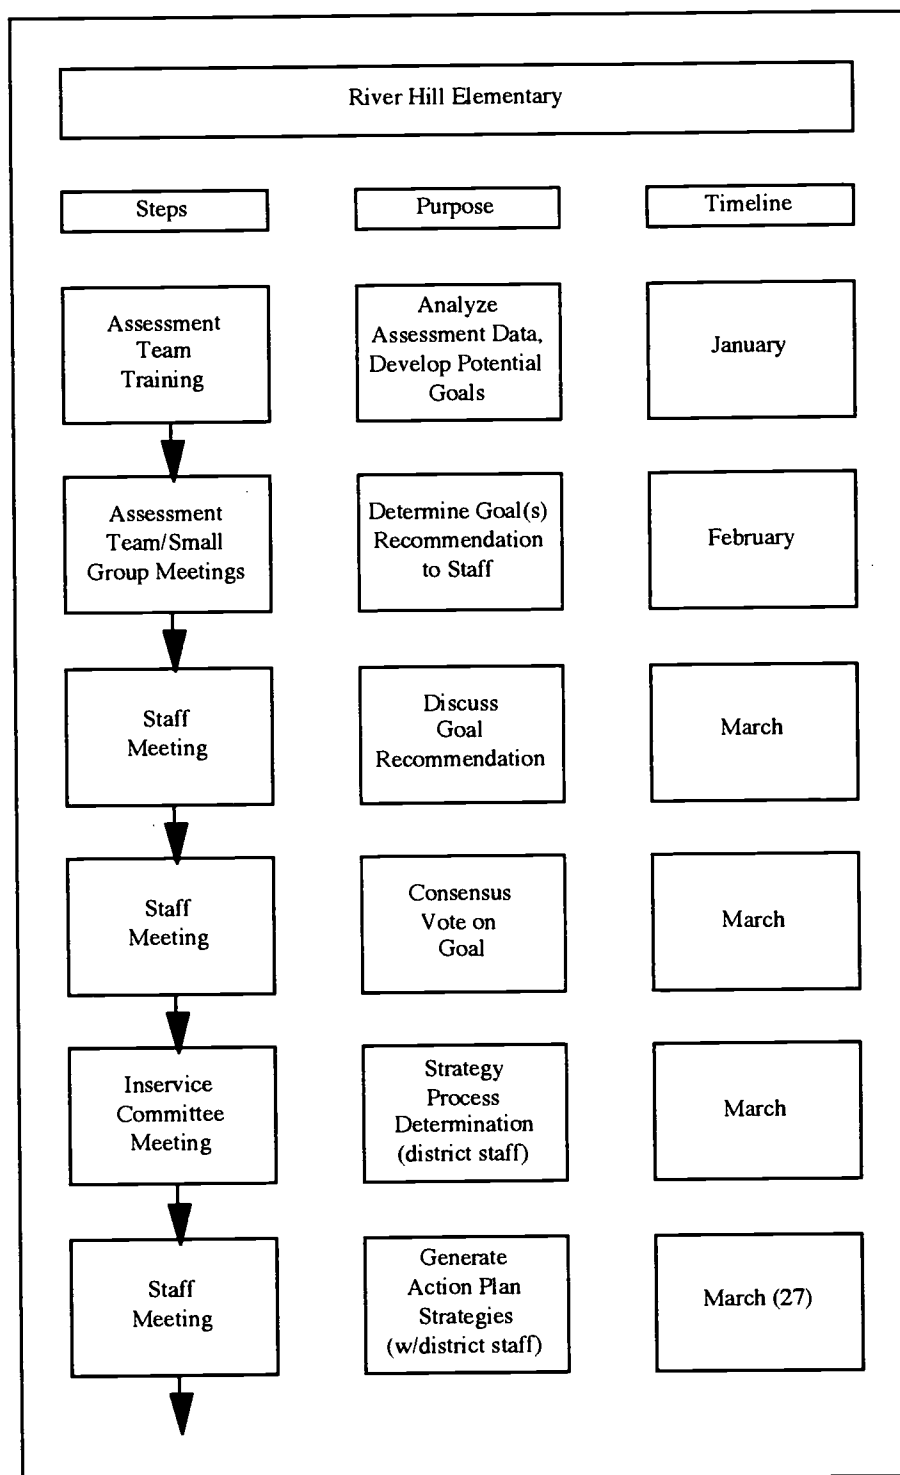 River Hill Elementary
Steps
Purpose
Timeline
Assessment
Team
Training
Analyze
Assessment Data,
Develop Potential
Goals
January
Assessment
Team/Small
Group Meetings
Determine Goal(s)
Recommendation
to Staff
February
Staff
Meeting
Discuss
Goal
Recommendation
March
Staff
Meeting
Consensus
Vote on
Goal
March
Inservice
Committee
Meeting
Strategy
Process
Determination
(district staff)
March
Staff
Meeting
Generate
Action Plan
Strategies
(w/district staff)
March (27)